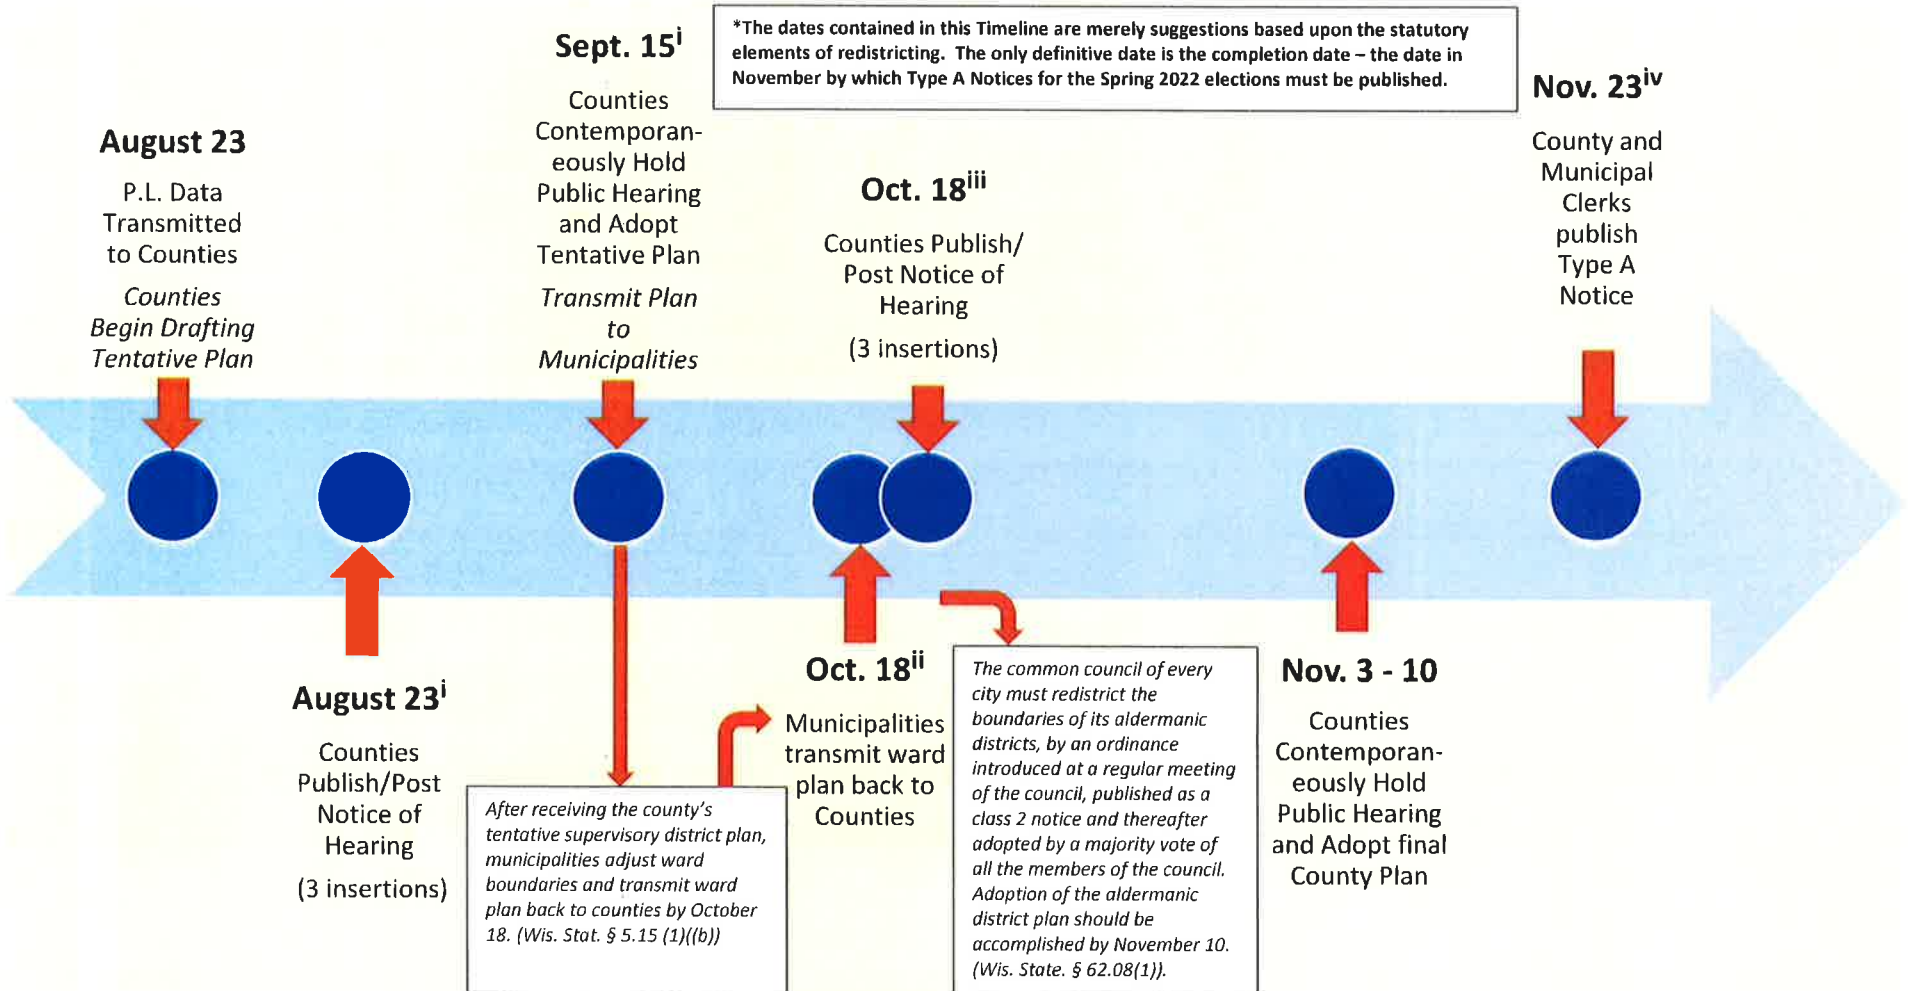 *The dates contained in this Timeline are merely suggestions based upon the statutory
elements of redistricting. The only definitive date is the completion date – the date in
November by which Type A Notices for the Spring 2022 elections must be published.
August 23
P.L. Data
Transmitted
to Counties
Counties
Begin Drafting
Tentative Plan
August 23i
Counties
Publish/Post
Notice of
Hearing
(3 insertions)
Sept. 15i
Counties
Contemporan-
eously Hold
Public Hearing
and Adopt
Tentative Plan
Transmit Plan
to
Municipalities
After receiving the county's
tentative supervisory district plan,
municipalities adjust ward
boundaries and transmit ward
plan back to counties by October
18. (Wis. Stat. § 5.15 (1)((b))
Oct. 18ii
Municipalities
transmit ward
plan back to
Counties
Oct. 18iii
Counties Publish/
Post Notice of
Hearing
(3 insertions)
The common council of every
city must redistrict the
boundaries of its aldermanic
districts, by an ordinance
introduced at a regular meeting
of the council, published as a
class 2 notice and thereafter
adopted by a majority vote of
all the members of the council.
Adoption of the aldermanic
district plan should be
accomplished by November 10.
(Wis. State. § 62.08(1)).
Nov. 3 - 10
Counties
Contemporan-
eously Hold
Public Hearing
and Adopt final
County Plan
Nov. 23iv
County and
Municipal
Clerks
publish
Type A
Notice